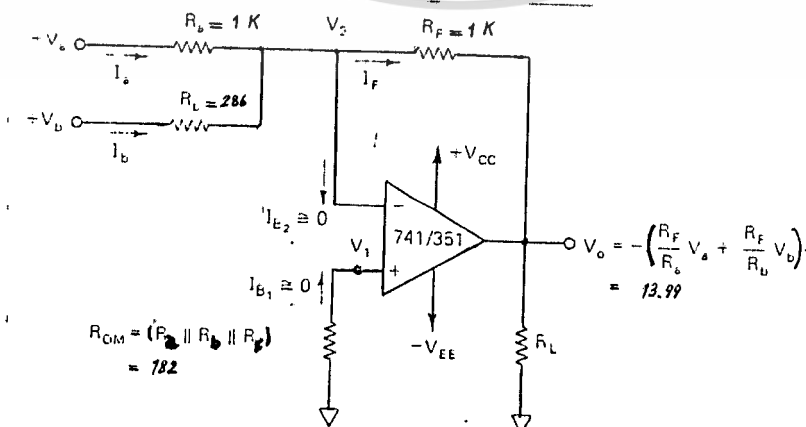 R_b = 1 K
V_2
R_F = 1 K
+V_a
I_a
I_F
R_L = 286
+V_b
I_b
+V_CC
I_B2 ≅ 0
−
741/351
V_1
V_o = −(R_F/R_a V_a + R_F/R_b V_b)
= 13.99
I_B1 ≅ 0
+
R_OM = (R_a || R_b || R_F)
= 182
−V_EE
R_L